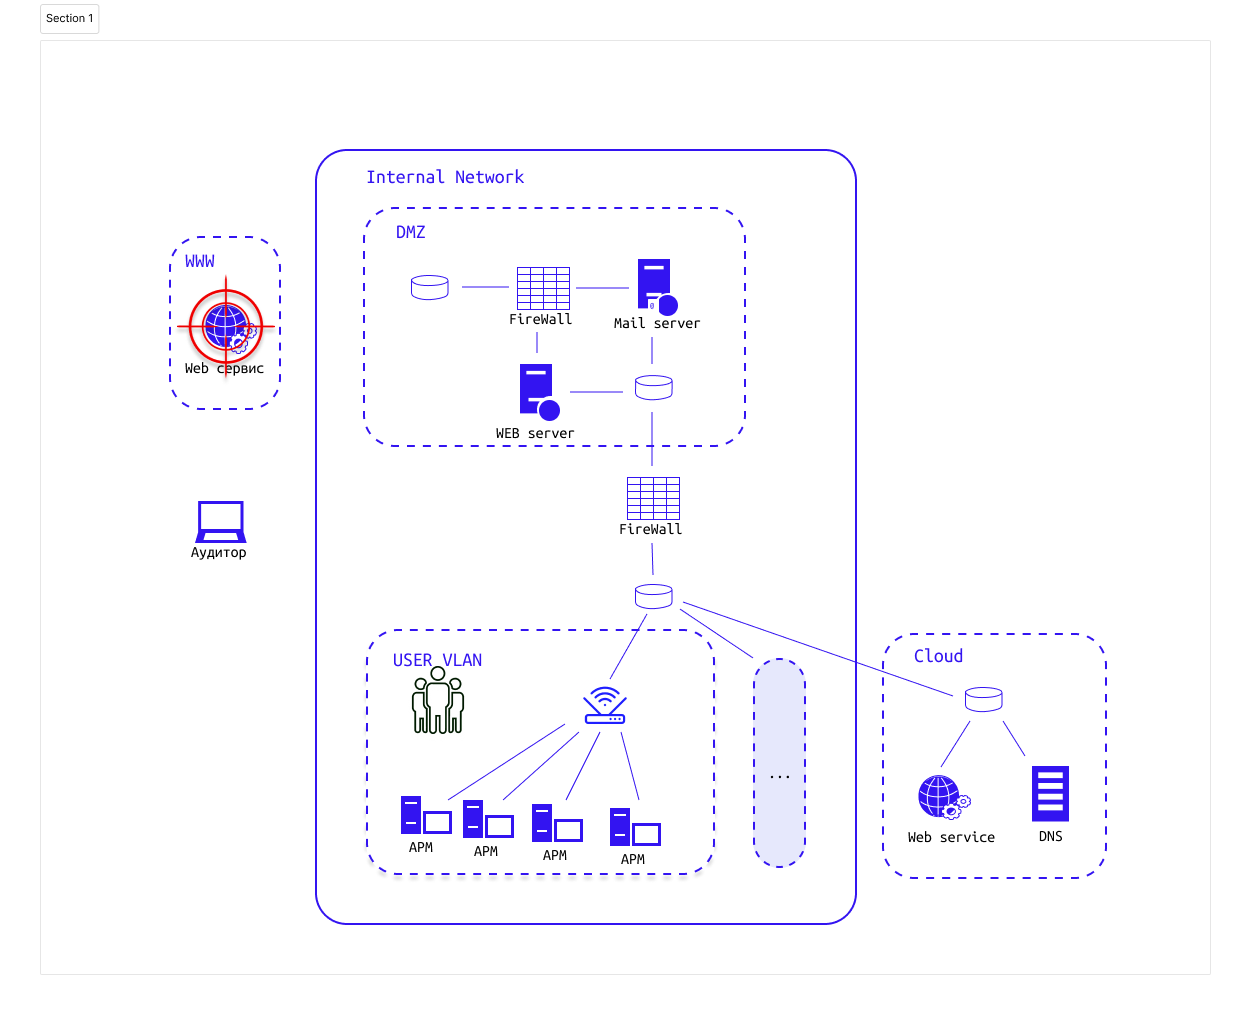 Section 1
Internal Network
DMZ
WWW
FireWall
Mail server
Web сервис
WEB server
FireWall
Аудитор
USER VLAN
Cloud
...
Web service
DNS
АРМ
АРМ
АРМ
АРМ